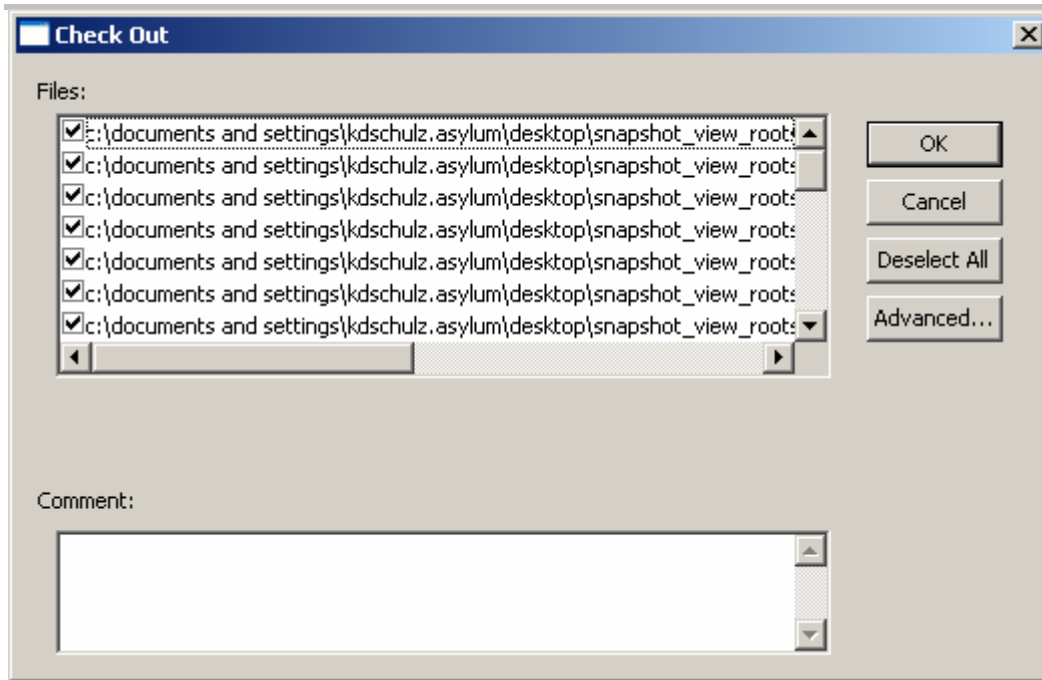 Check Out
Files:
c:\documents and settings\kdschulz.asylum\desktop\snapshot_view_roots
c:\documents and settings\kdschulz.asylum\desktop\snapshot_view_roots
c:\documents and settings\kdschulz.asylum\desktop\snapshot_view_roots
c:\documents and settings\kdschulz.asylum\desktop\snapshot_view_roots
c:\documents and settings\kdschulz.asylum\desktop\snapshot_view_roots
c:\documents and settings\kdschulz.asylum\desktop\snapshot_view_roots
c:\documents and settings\kdschulz.asylum\desktop\snapshot_view_roots
OK
Cancel
Deselect All
Advanced...
Comment: